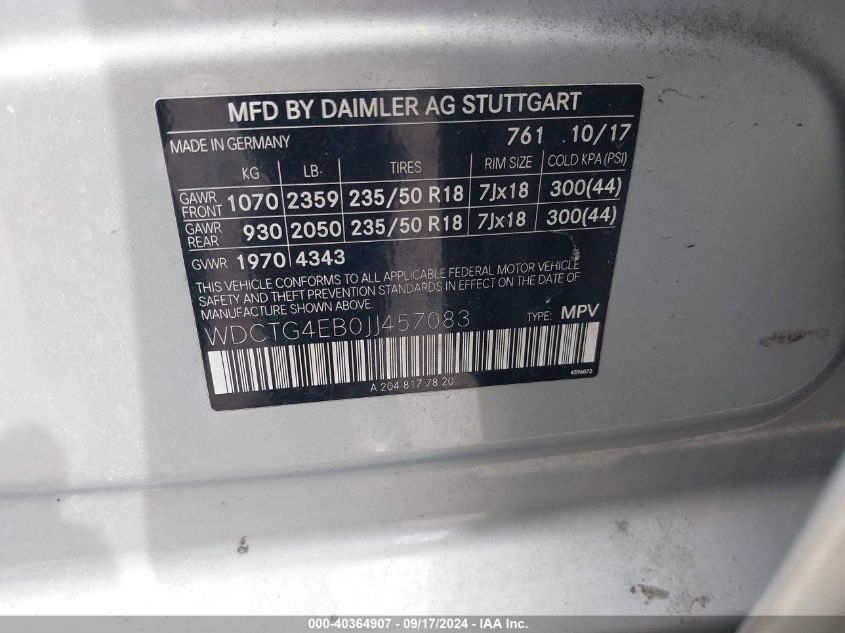 MFD BY DAIMLER AG STUTTGART
MADE IN GERMANY 761 10/17
KG LB. TIRES RIM SIZE COLD KPA (PSI)
GAWR FRONT 1070 2359 235/50 R18 7Jx18 300(44)
GAWR REAR 930 2050 235/50 R18 7Jx18 300(44)
GVWR 1970 4343
THIS VEHICLE CONFORMS TO ALL APPLICABLE FEDERAL MOTOR VEHICLE
SAFETY AND THEFT PREVENTION STANDARDS IN EFFECT ON THE DATE OF
MANUFACTURE SHOWN ABOVE.
WDCTG4EB0JJ457083 TYPE: MPV
A 204 817 78 20 4596072
000-40364907 - 09/17/2024 - IAAI, Inc.